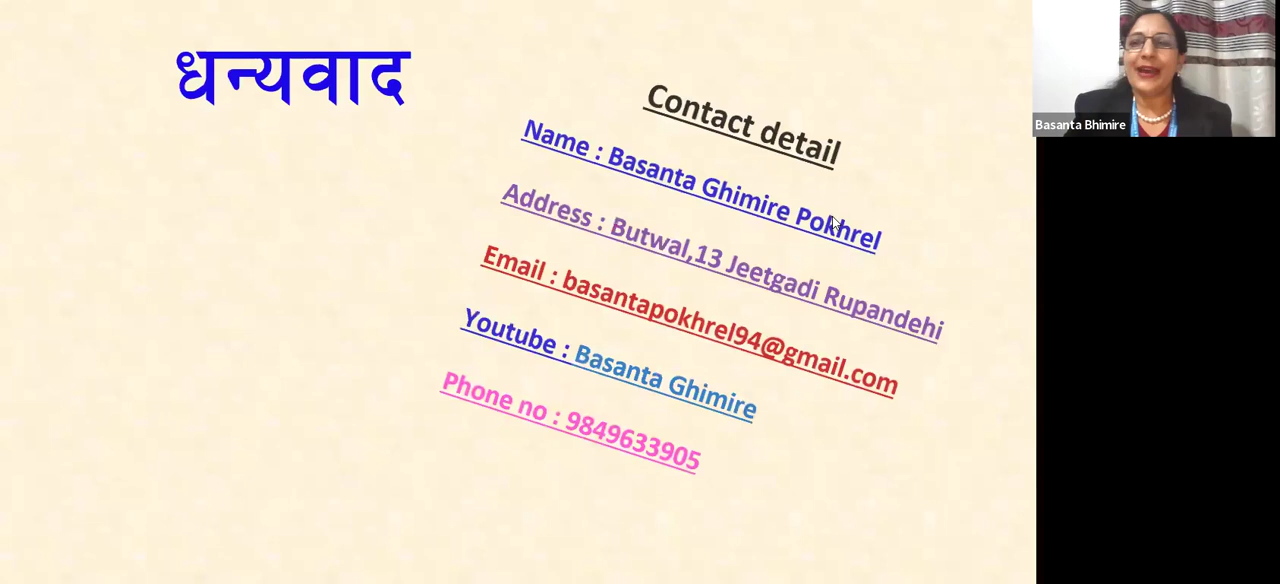 धन्यवाद
Contact detail
Name : Basanta Ghimire Pokhrel
Address : Butwal,13 Jeetgadi Rupandehi
Email : basantapokhrel94@gmail.com
Youtube : Basanta Ghimire
Phone no : 9849633905
Basanta Bhimire